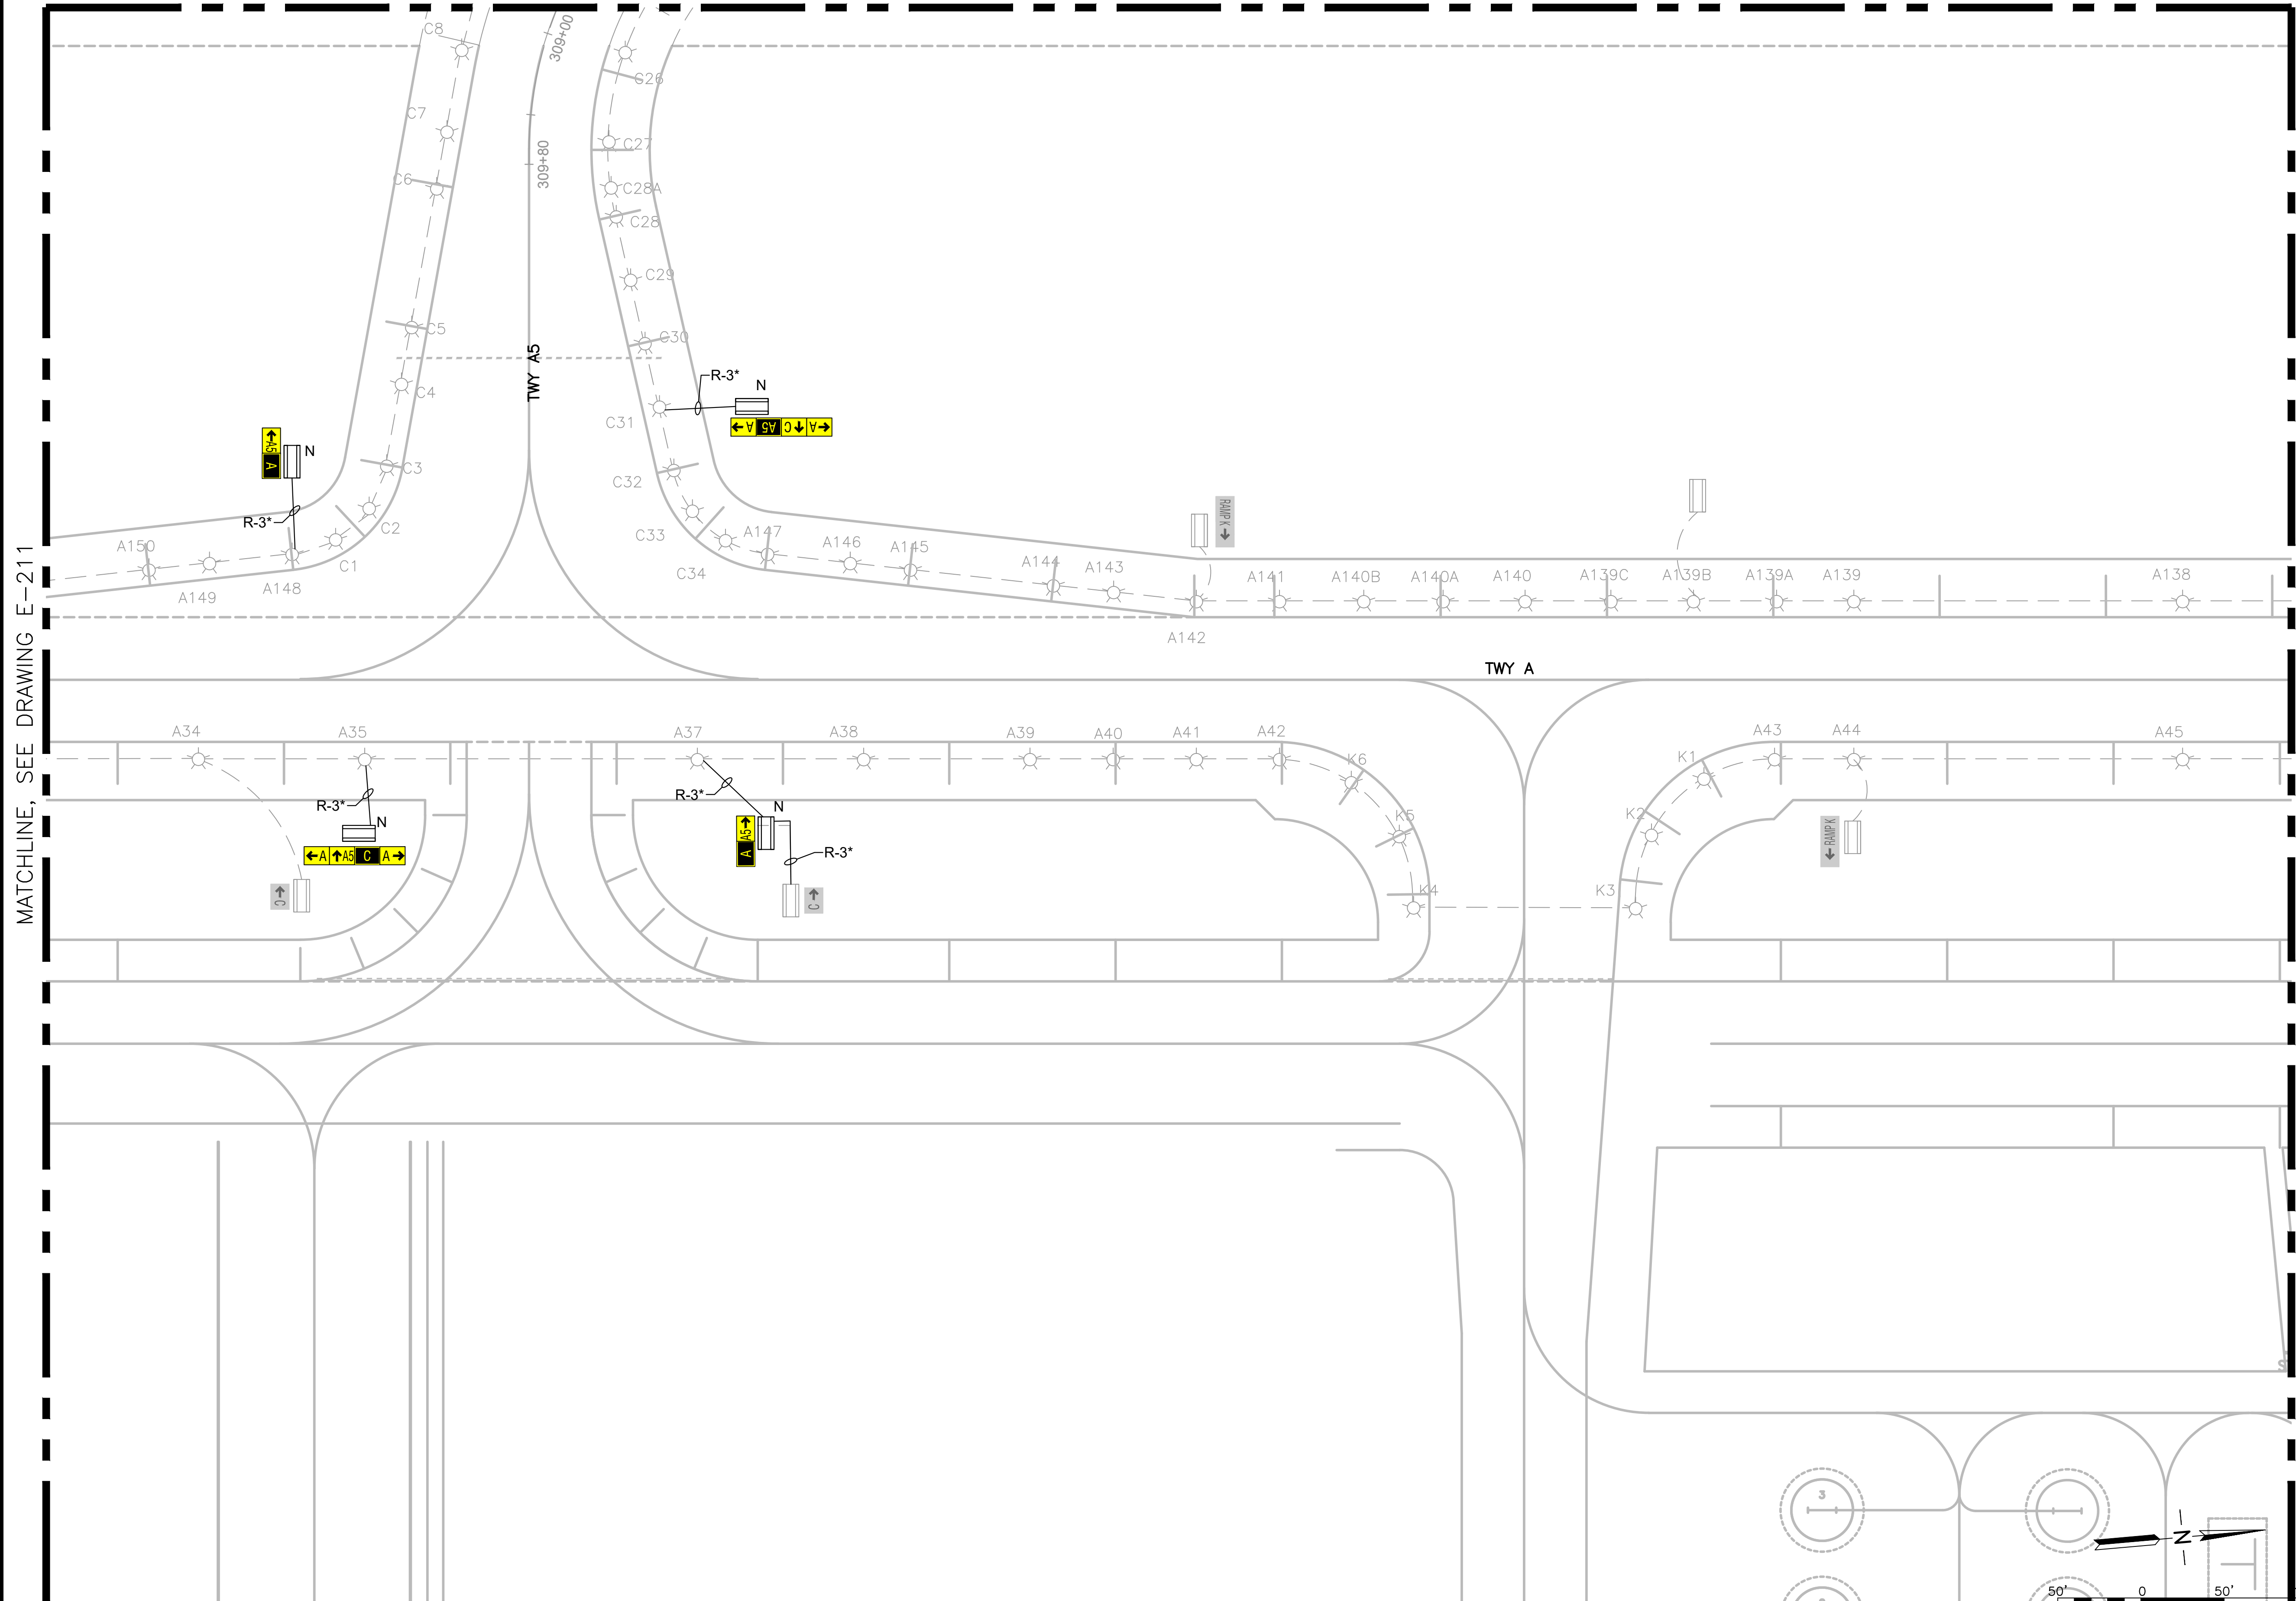 C8
309+00
C26
C7
C27
309+80
C6
C28A
C28
C29
C5
C30
TWY A5
R-3*
N
C4
A A5 C A
C31
A5 A
N
C3
C32
RAMP K
R-3*
C2
C33
A147
A150
A146
A145
A144
A143
A141
A140B
A140A
A140
A139C
A139B
A139A
A139
A138
C1
C34
A149
A148
A142
MATCHLINE, SEE DRAWING E-211
TWY A
A34
A35
A37
A38
A39
A40
A41
A42
K6
K1
A43
A44
A45
R-3*
N
R-3*
N
K5
K2
A A5 C A
A5 A
R-3*
RAMP K
C
C
K4
K3
3
N
50'
0
50'